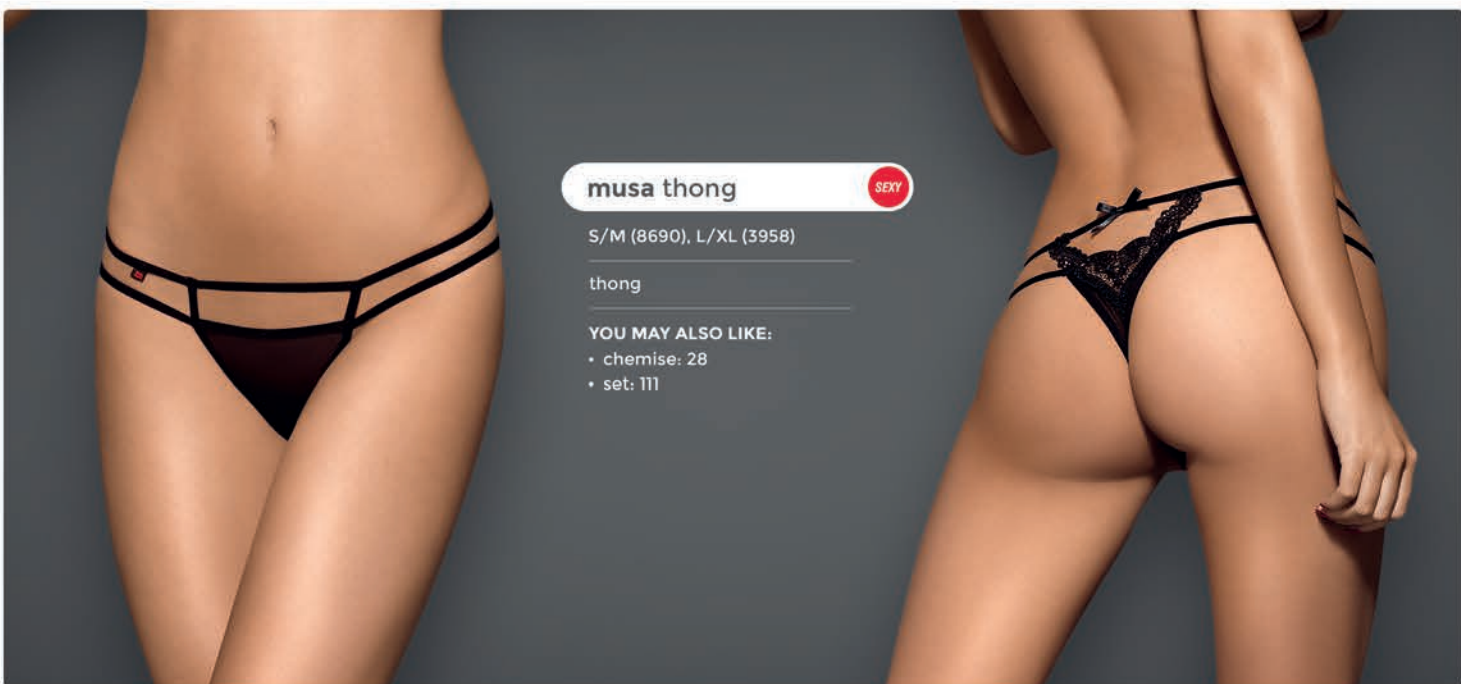 musa thong
SEXY
S/M (8690), L/XL (3958)
thong
YOU MAY ALSO LIKE:
• chemise: 28
• set: 111